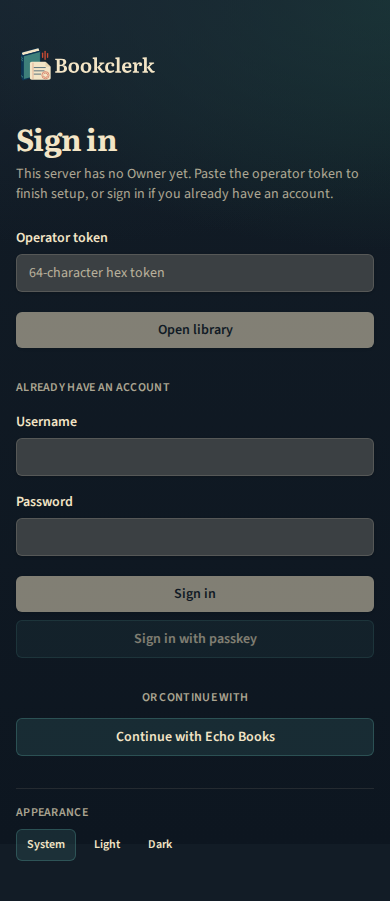 Bookclerk
Sign in
This server has no Owner yet. Paste the operator token to
finish setup, or sign in if you already have an account.
Operator token
64-character hex token
Open library
ALREADY HAVE AN ACCOUNT
Username
Password
Sign in
Sign in with passkey
OR CONTINUE WITH
Continue with Echo Books
APPEARANCE
System Light Dark